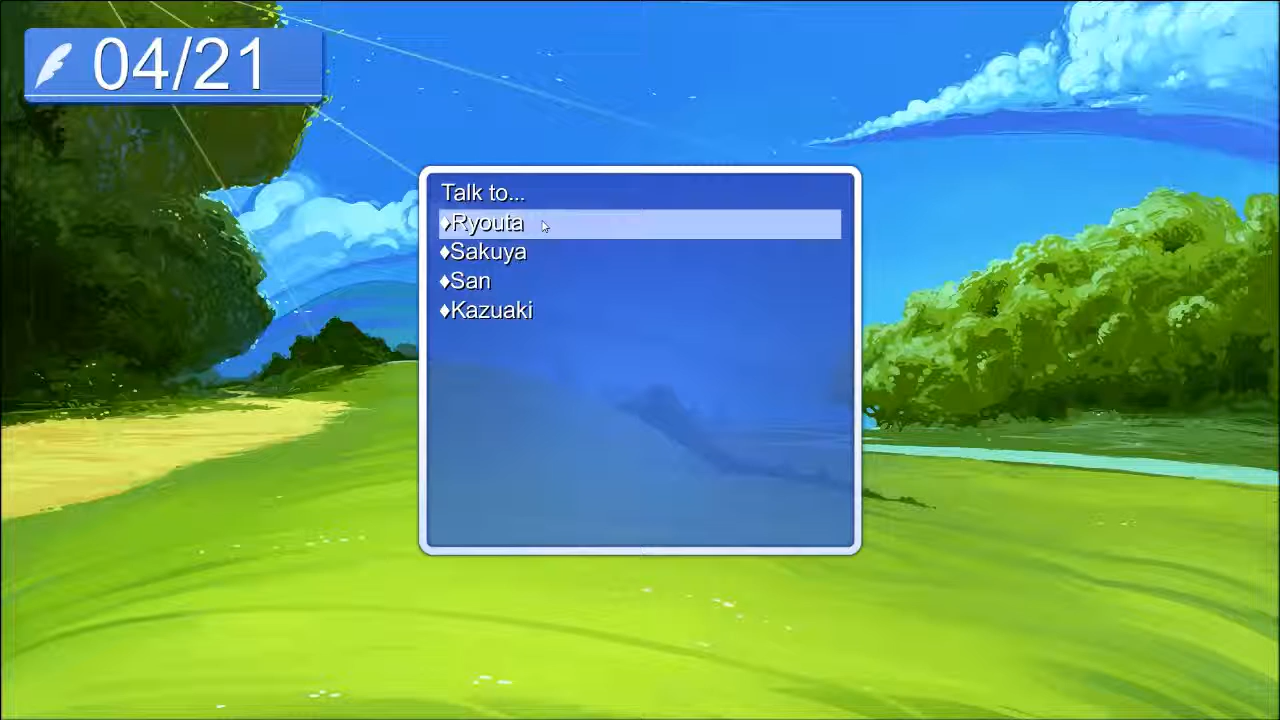 04/21
Talk to...
♦Ryouta
♦Sakuya
♦San
♦Kazuaki